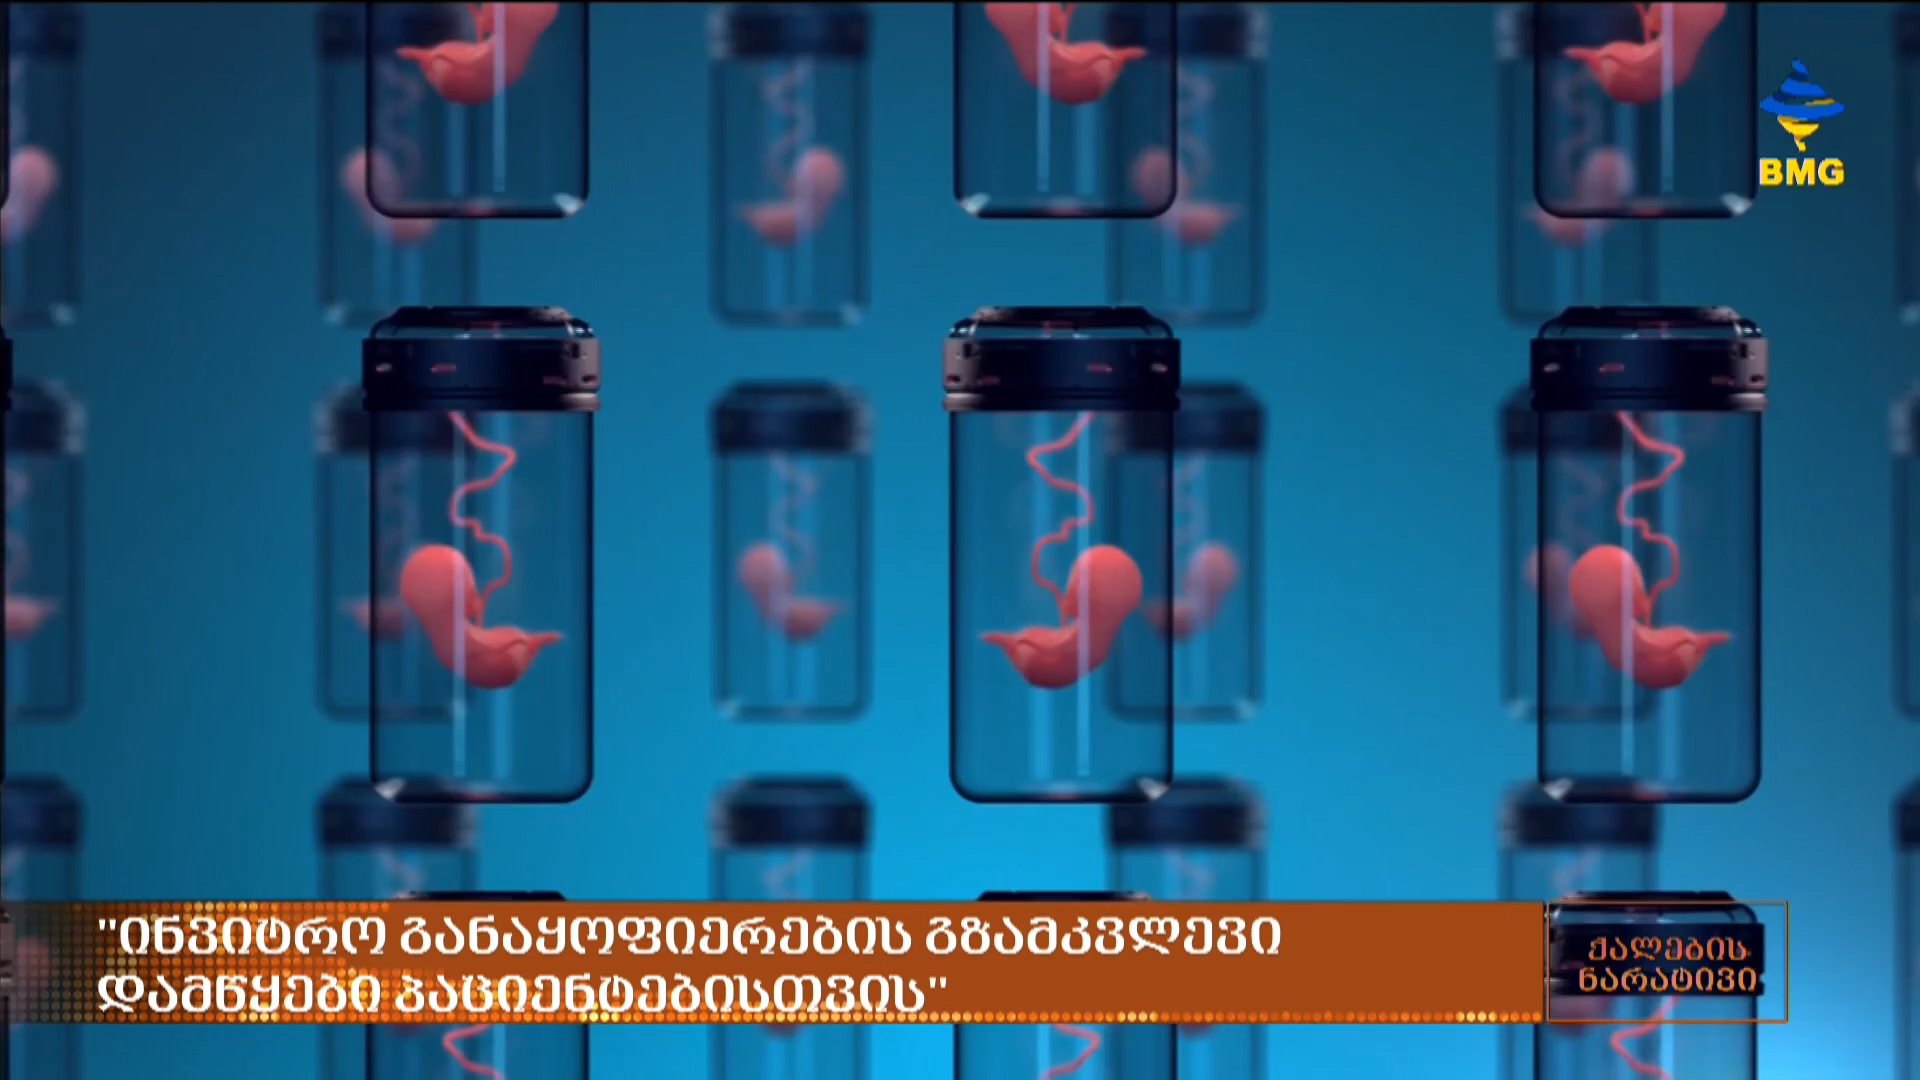 BMG
"ინვიტრო განაყოფიერების გზამკვლევი
დამწყები პაციენტებისთვის"
ქალების
ნარატივი